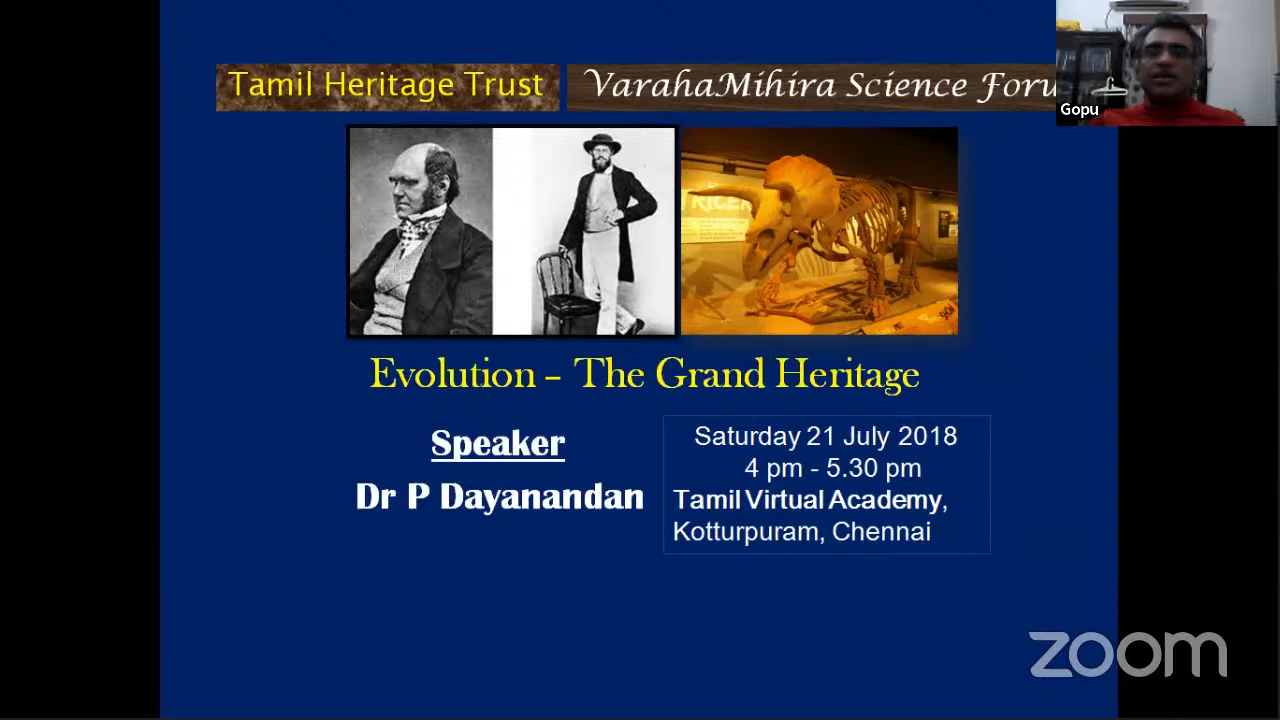 Tamil Heritage Trust
VarahaMihira Science Foru
Gopu
TRICER
Evolution – The Grand Heritage
Speaker
Dr P Dayanandan
Saturday 21 July 2018
4 pm - 5.30 pm
Tamil Virtual Academy,
Kotturpuram, Chennai
zoom